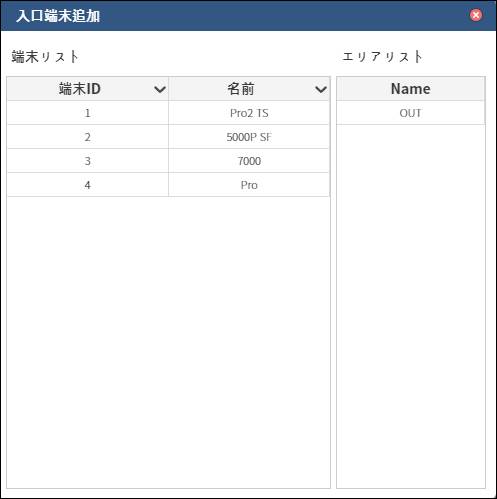 入口端末追加
端末リスト
エリアリスト
端末ID 名前
Name
1 Pro2 TS
OUT
2 5000P SF
3 7000
4 Pro